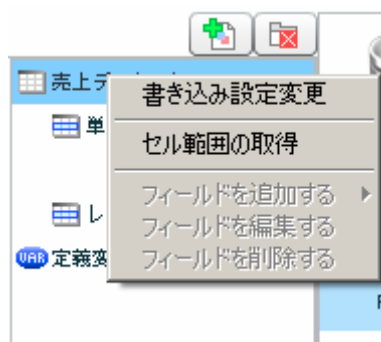 売上デ
書き込み設定変更
単
セル範囲の取得
フィールドを追加する
レ
フィールドを編集する
VAR 定義変
フィールドを削除する